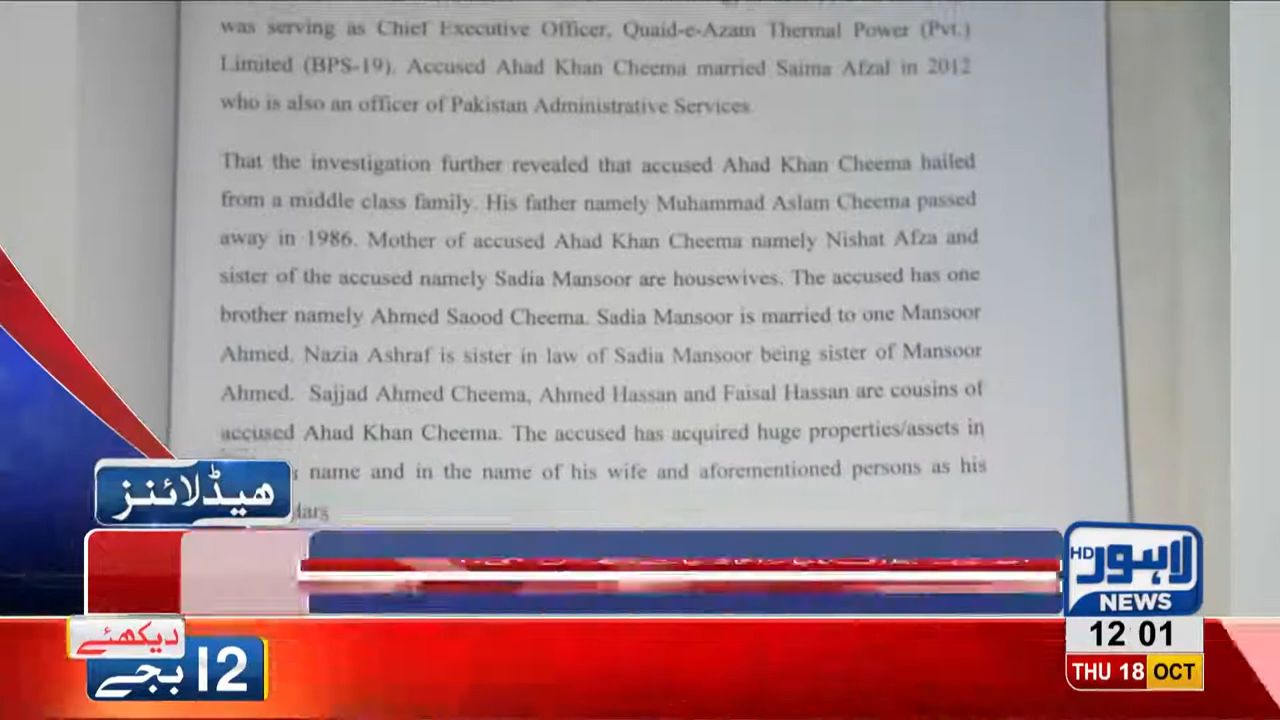 was serving as Chief Executive Officer, Quaid-e-Azam Thermal Power (Pvt.)
Limited (BPS-19). Accused Ahad Khan Cheema married Saima Afzal in 2012
who is also an officer of Pakistan Administrative Services.
That the investigation further revealed that accused Ahad Khan Cheema hailed
from a middle class family. His father namely Muhammad Aslam Cheema passed
away in 1986. Mother of accused Ahad Khan Cheema namely Nishat Afza and
sister of the accused namely Sadia Mansoor are housewives. The accused has one
brother namely Ahmed Saood Cheema. Sadia Mansoor is married to one Mansoor
Ahmed. Nazia Ashraf is sister in law of Sadia Mansoor being sister of Mansoor
Ahmed. Sajjad Ahmed Cheema, Ahmed Hassan and Faisal Hassan are cousins of
accused Ahad Khan Cheema. The accused has acquired huge properties/assets in
name and in the name of his wife and aforementioned persons as his
ھیڈلائنز
HD لاہور
NEWS
12 01
THU 18 OCT
دیکھئے
12 بجے